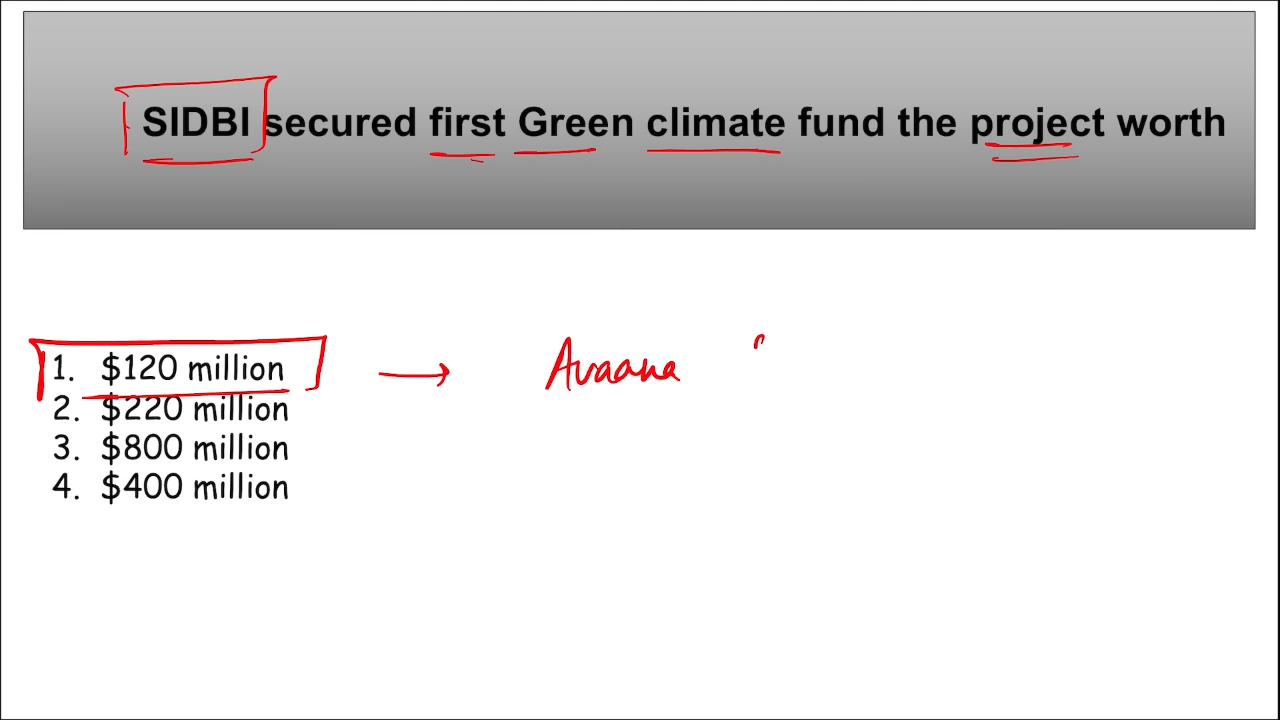 SIDBI secured first Green climate fund the project worth
1. $120 million → Avaana
2. $220 million
3. $800 million
4. $400 million